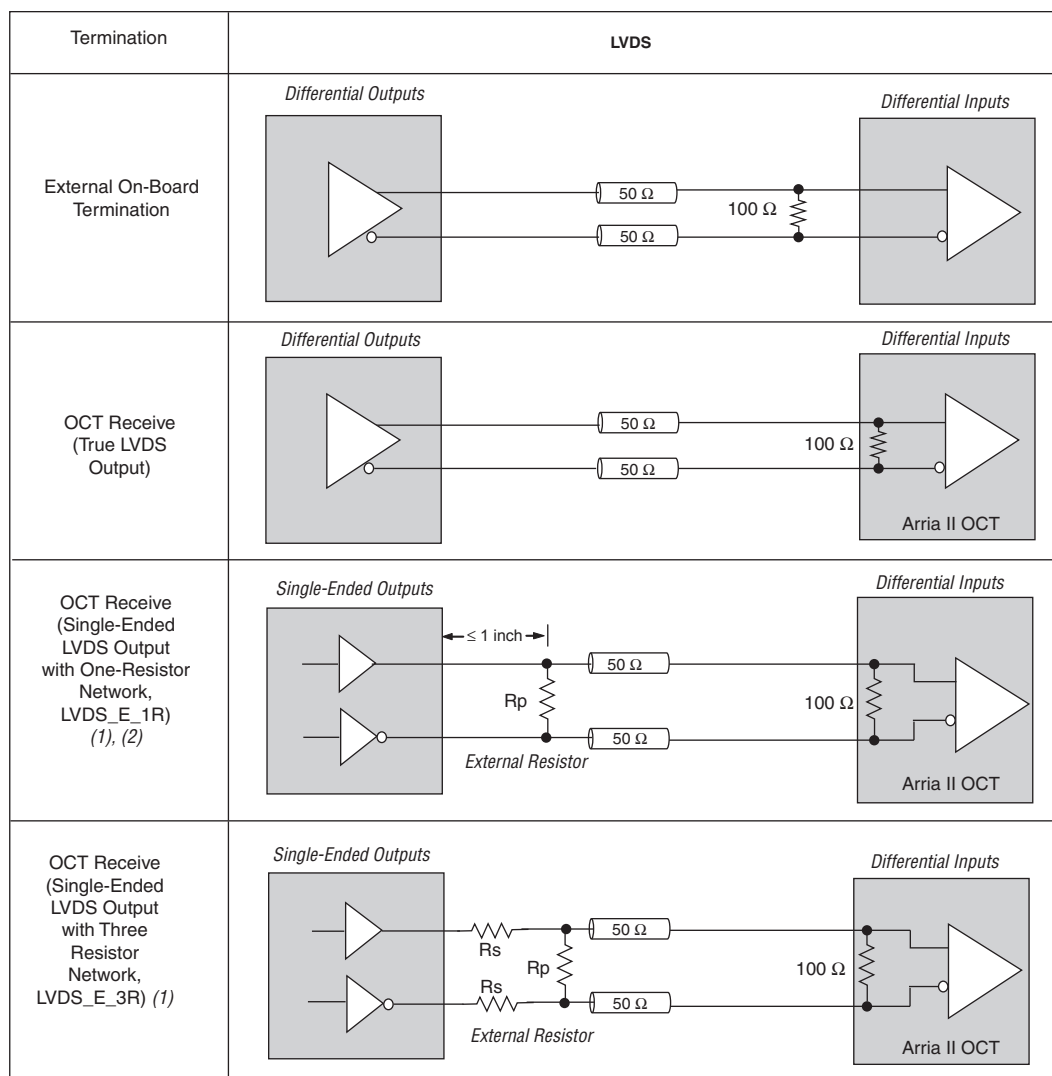 Termination
LVDS
External On-Board
Termination
Differential Outputs
Differential Inputs
50 Ω
50 Ω
100 Ω
OCT Receive
(True LVDS
Output)
Differential Outputs
Differential Inputs
50 Ω
50 Ω
100 Ω
Arria II OCT
OCT Receive
(Single-Ended
LVDS Output
with One-Resistor
Network,
LVDS_E_1R)
(1), (2)
Single-Ended Outputs
Differential Inputs
≤ 1 inch
50 Ω
Rp
100 Ω
50 Ω
External Resistor
Arria II OCT
OCT Receive
(Single-Ended
LVDS Output
with Three
Resistor
Network,
LVDS_E_3R) (1)
Single-Ended Outputs
Differential Inputs
50 Ω
Rs
Rp
100 Ω
Rs
50 Ω
External Resistor
Arria II OCT